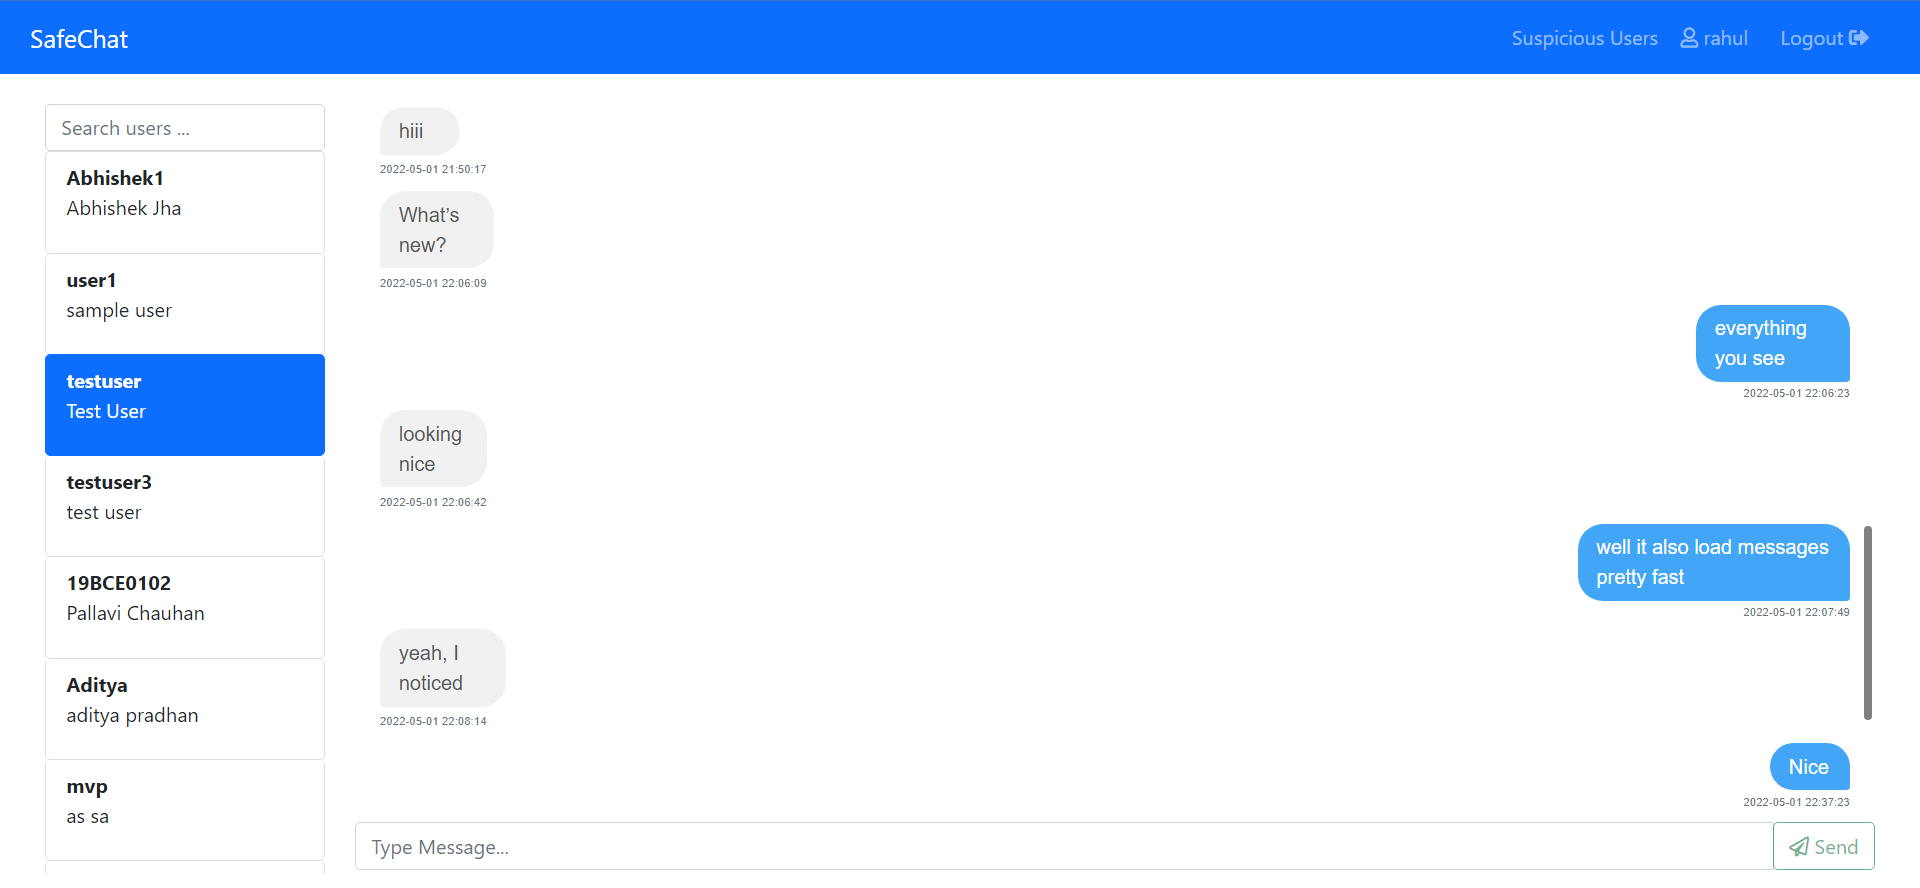 SafeChat
Suspicious Users
rahul
Logout
Search users ...
Abhishek1
Abhishek Jha
user1
sample user
testuser
Test User
testuser3
test user
19BCE0102
Pallavi Chauhan
Aditya
aditya pradhan
mvp
as sa
hiii
2022-05-01 21:50:17
What's
new?
2022-05-01 22:06:09
everything
you see
2022-05-01 22:06:23
looking
nice
2022-05-01 22:06:42
well it also load messages
pretty fast
2022-05-01 22:07:49
yeah, I
noticed
2022-05-01 22:08:14
Nice
2022-05-01 22:37:23
Type Message...
Send